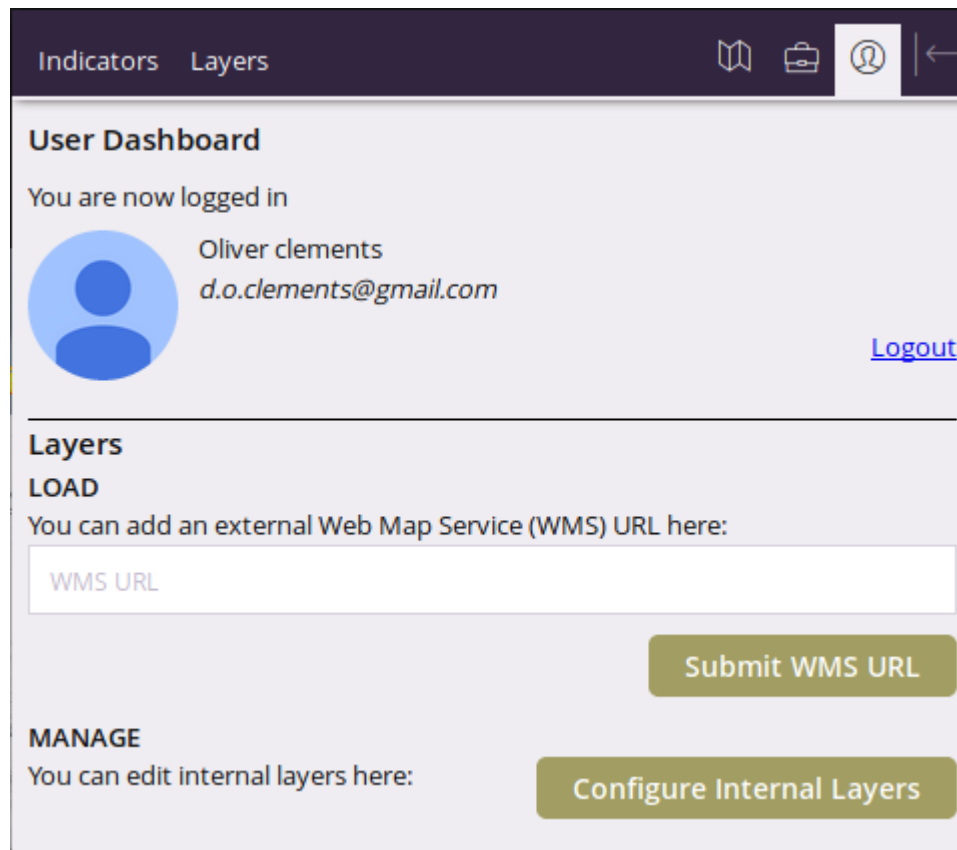 Indicators Layers
User Dashboard
You are now logged in
Oliver clements
d.o.clements@gmail.com
Logout
Layers
LOAD
You can add an external Web Map Service (WMS) URL here:
WMS URL
Submit WMS URL
MANAGE
You can edit internal layers here:
Configure Internal Layers